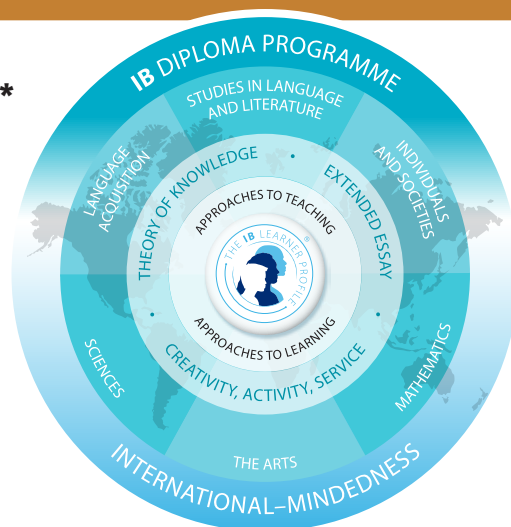 *
IB DIPLOMA PROGRAMME
STUDIES IN LANGUAGE
AND LITERATURE
LANGUAGE
ACQUISITION
INDIVIDUALS
AND SOCIETIES
THEORY OF KNOWLEDGE
•
EXTENDED ESSAY
APPROACHES TO TEACHING
THE IB LEARNER PROFILE
®
APPROACHES TO LEARNING
•
CREATIVITY, ACTIVITY, SERVICE
•
SCIENCES
MATHEMATICS
THE ARTS
INTERNATIONAL–MINDEDNESS